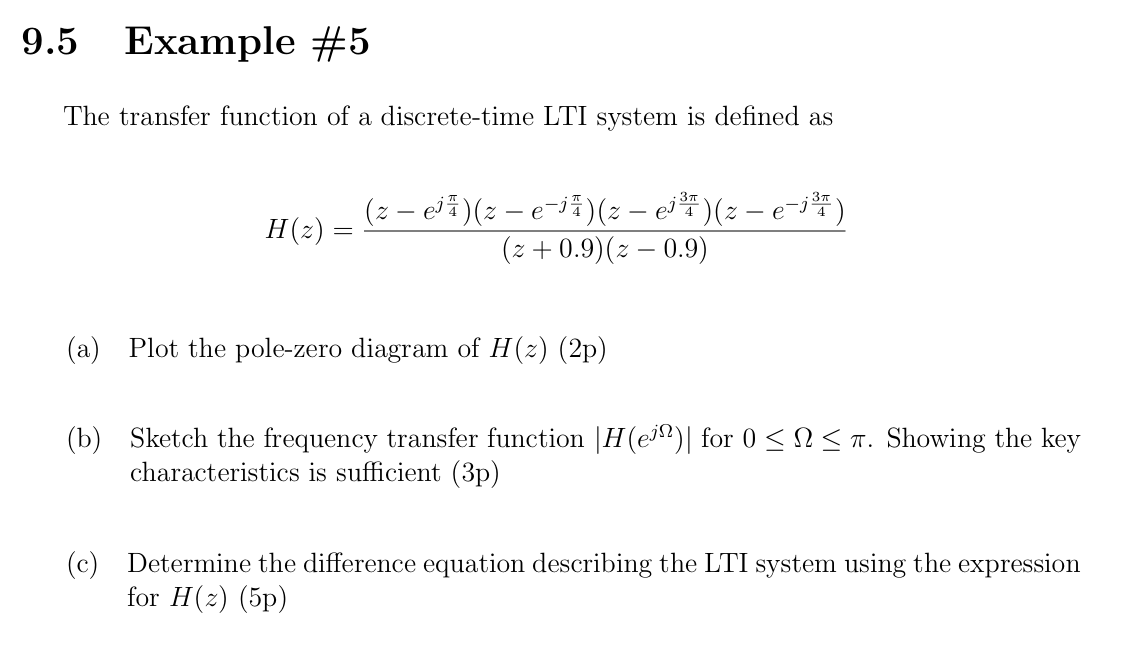 9.5 Example #5
The transfer function of a discrete-time LTI system is defined as
$H(z) = \frac{(z - e^{j\frac{\pi}{4}})(z - e^{-j\frac{\pi}{4}})(z - e^{j\frac{3\pi}{4}})(z - e^{-j\frac{3\pi}{4}})}{(z + 0.9)(z - 0.9)}$
(a) Plot the pole-zero diagram of $H(z)$ (2p)
(b) Sketch the frequency transfer function $|H(e^{j\Omega})|$ for $0 \leq \Omega \leq \pi$. Showing the key
characteristics is sufficient (3p)
(c) Determine the difference equation describing the LTI system using the expression
for $H(z)$ (5p)